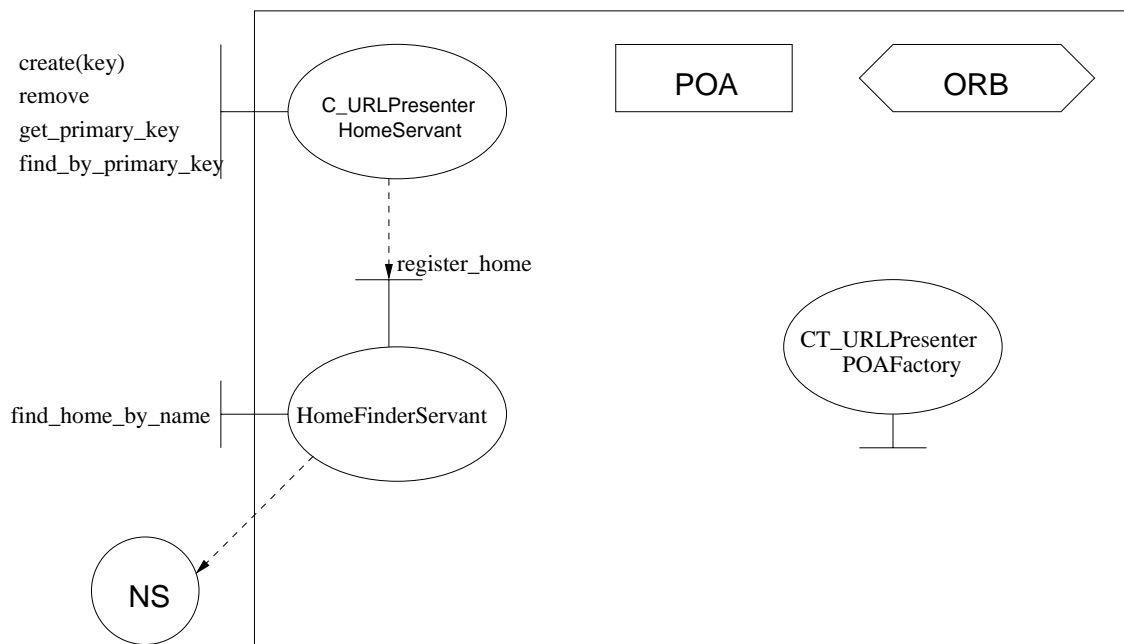 create(key)
remove
get_primary_key
find_by_primary_key
C_URLPresenter
HomeServant
POA
ORB
register_home
CT_URLPresenter
POAFactory
find_home_by_name
HomeFinderServant
NS